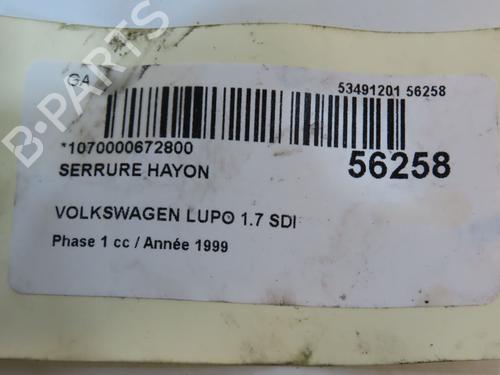 GA
53491201 56258
*1070000672800
56258
SERRURE HAYON
VOLKSWAGEN LUPO 1.7 SDI
Phase 1 cc / Année 1999
B-PARTS